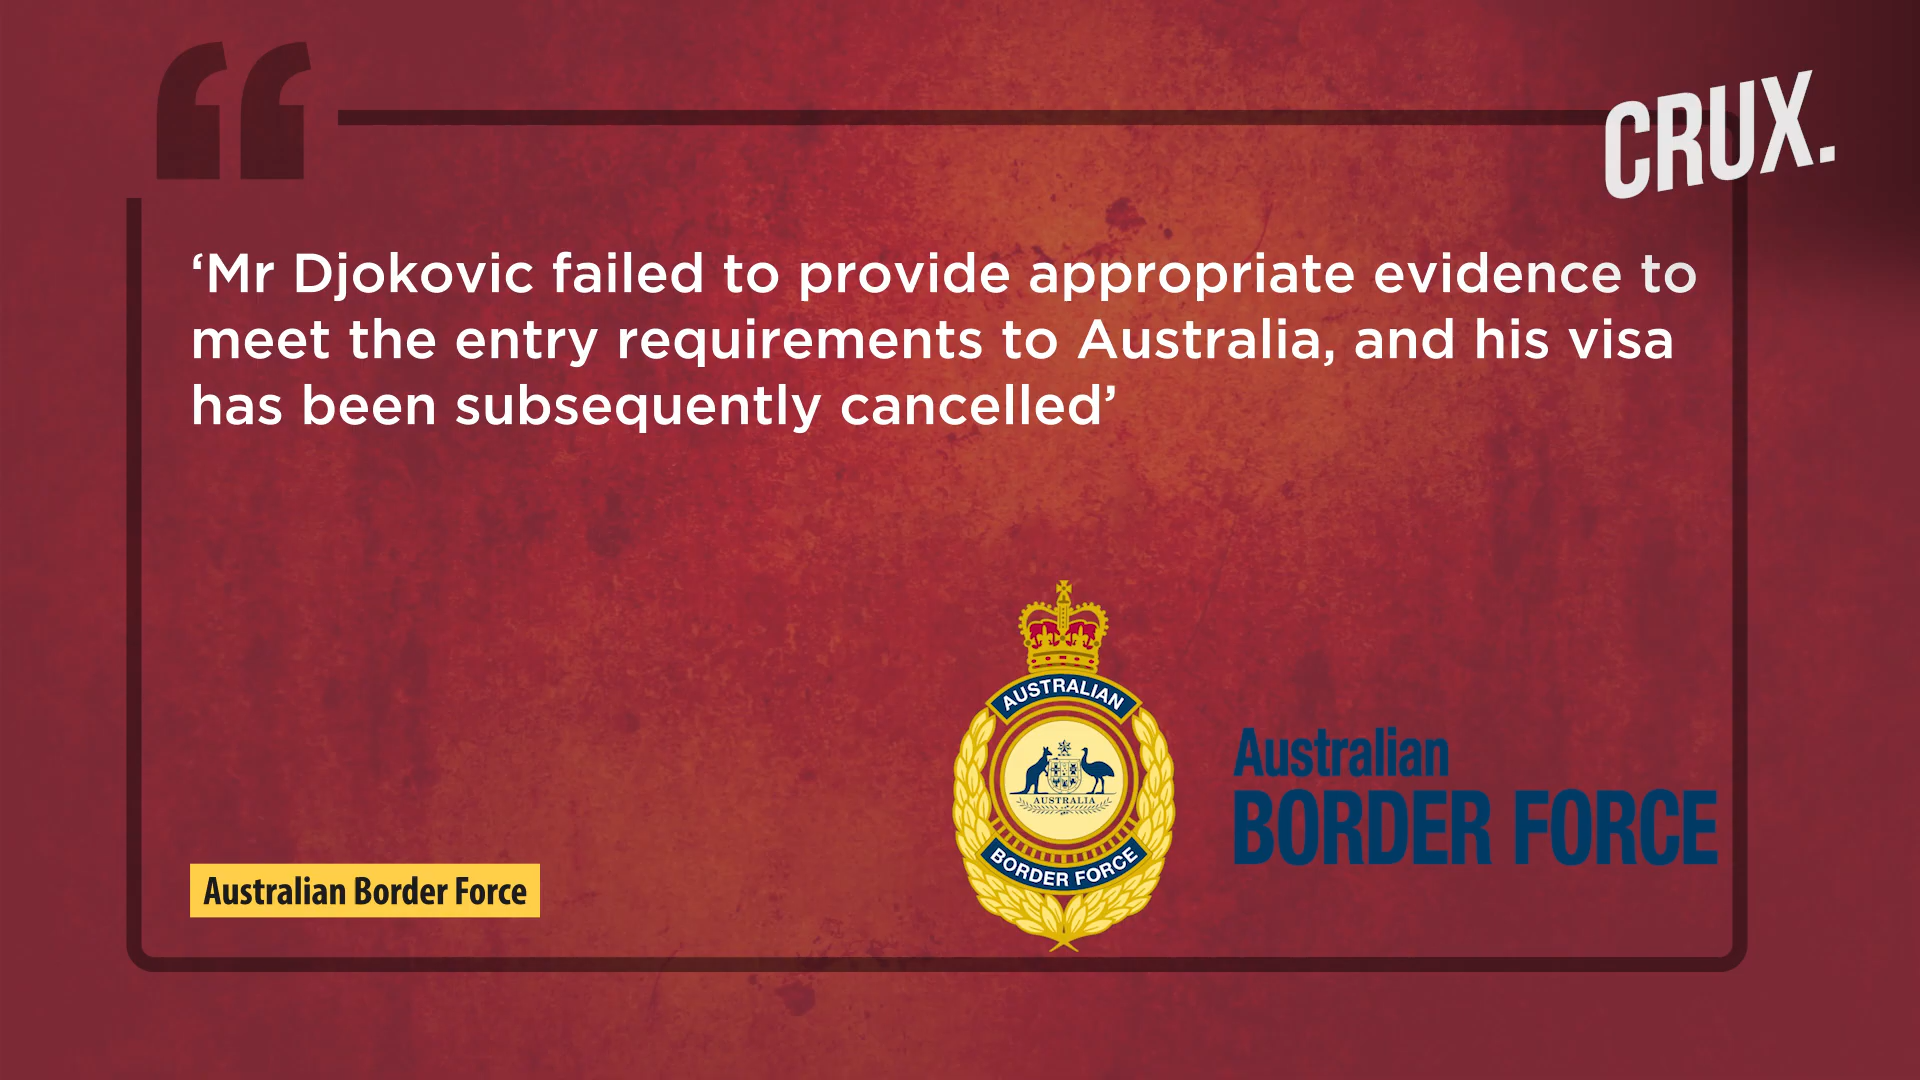 CRUX.
‘Mr Djokovic failed to provide appropriate evidence to
meet the entry requirements to Australia, and his visa
has been subsequently cancelled’
AUSTRALIAN
AUSTRALIA
BORDER FORCE
Australian
BORDER FORCE
Australian Border Force